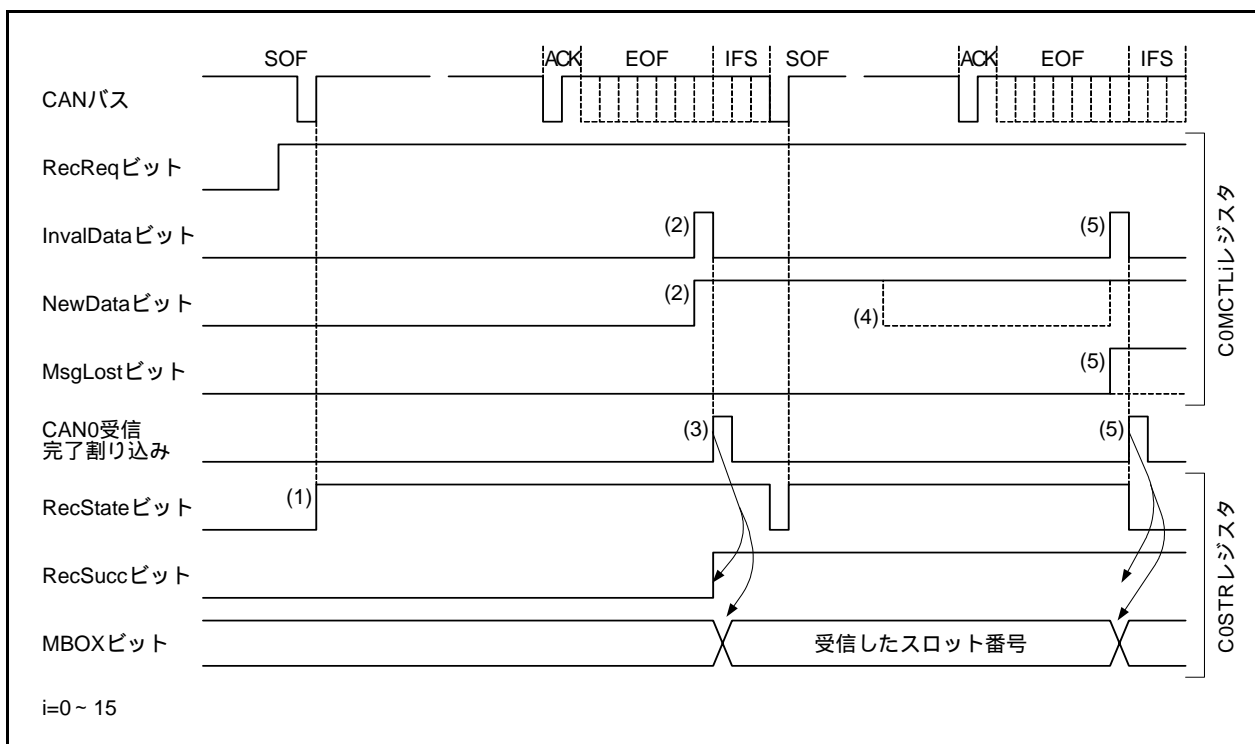 SOF ACK EOF IFS SOF ACK EOF IFS
CANバス
RecReqビット
InvalDataビット (2) (5)
NewDataビット (2) (4)
MsgLostビット (5)
CAN0受信
完了割り込み (3) (5)
RecStateビット (1)
RecSuccビット
MBOXビット 受信したスロット番号
i=0 ~ 15
C0MCTLiレジスタ
C0STRレジスタ